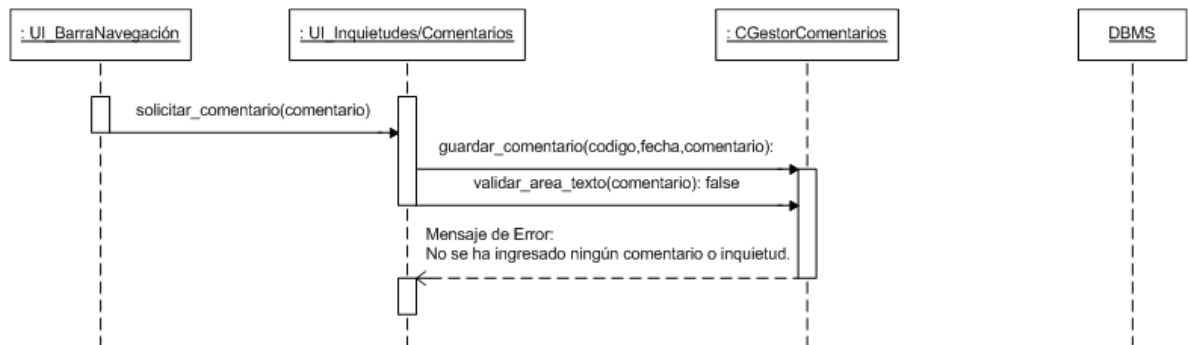 : UI_BarraNavegación
: UI_Inquietudes/Comentarios
: CGestorComentarios
DBMS
solicitar_comentario(comentario)
guardar_comentario(codigo,fecha,comentario):
validar_area_texto(comentario): false
Mensaje de Error:
No se ha ingresado ningún comentario o inquietud.